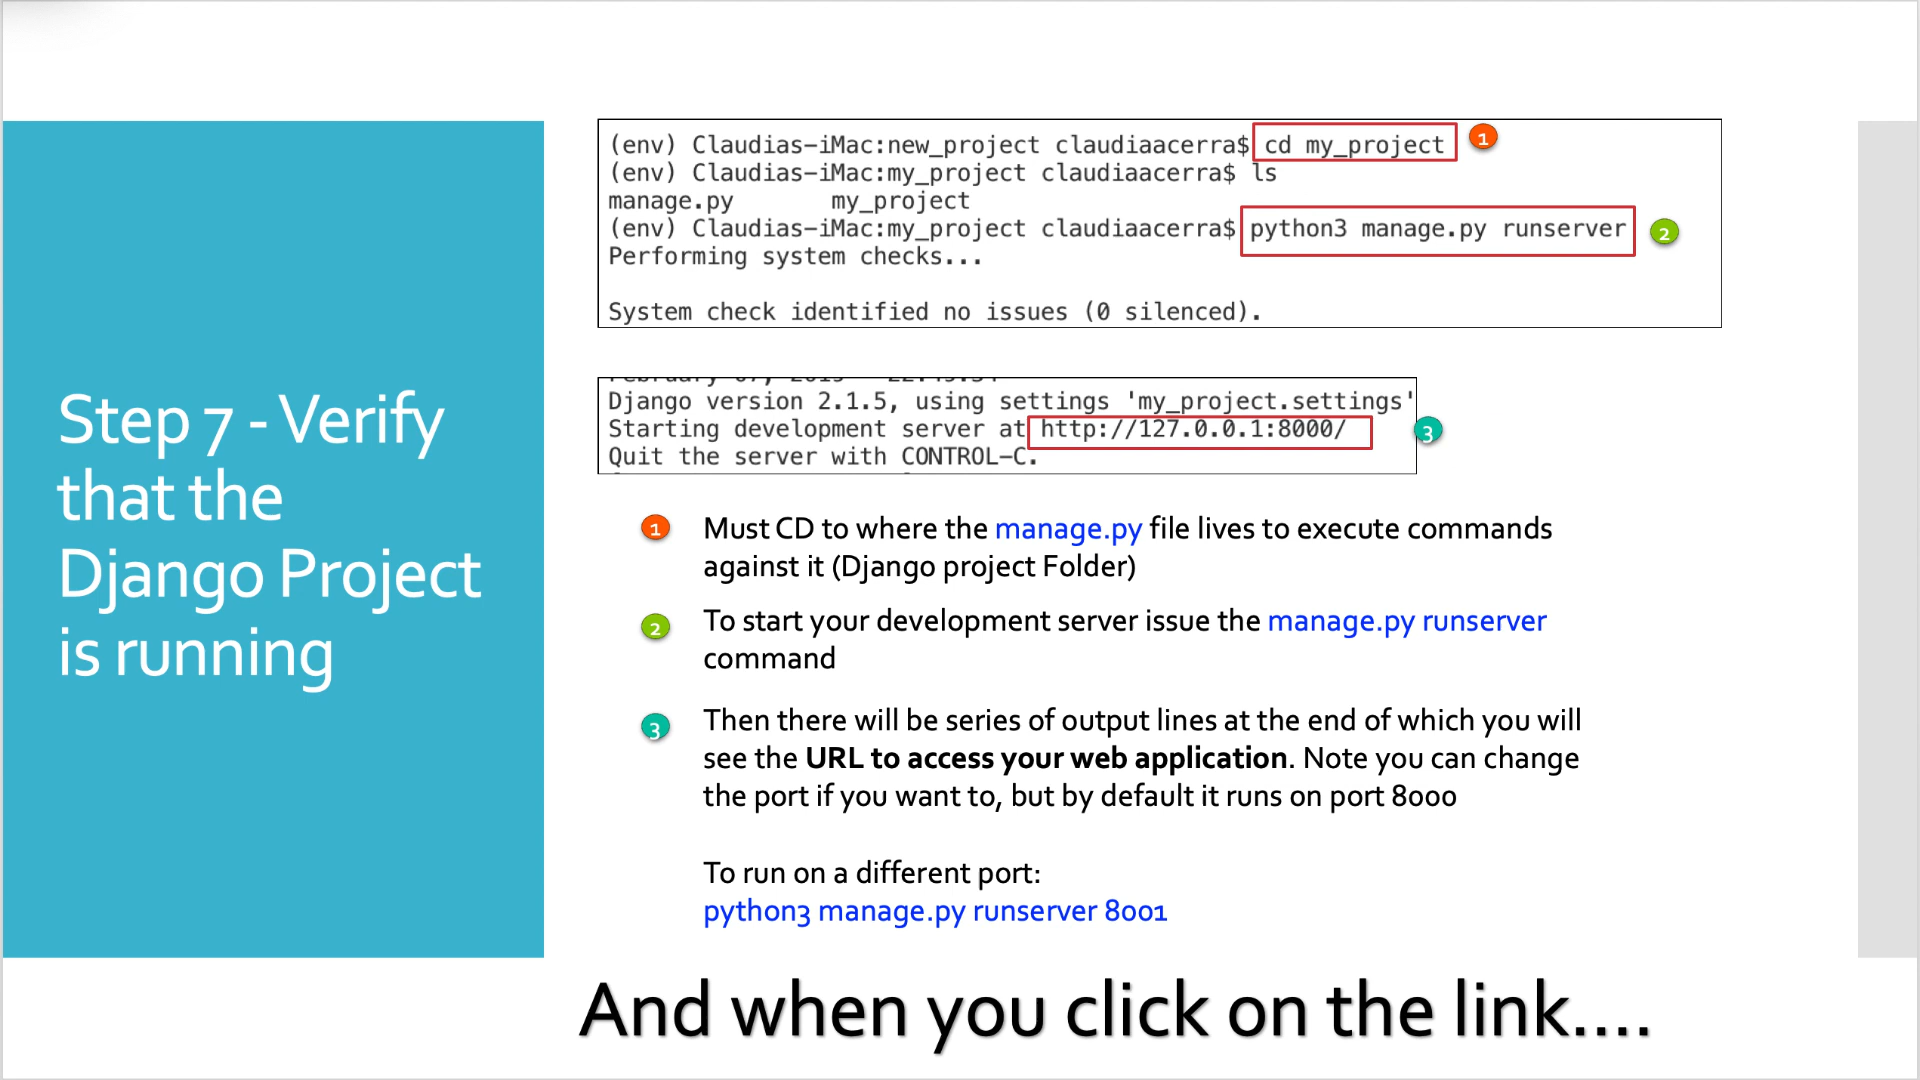 Step 7 - Verify
that the
Django Project
is running
(env) Claudias-iMac:new_project claudiaacerra$ cd my_project 1
(env) Claudias-iMac:my_project claudiaacerra$ ls
manage.py my_project
(env) Claudias-iMac:my_project claudiaacerra$ python3 manage.py runserver 2
Performing system checks...
System check identified no issues (0 silenced).
Django version 2.1.5, using settings 'my_project.settings'
Starting development server at http://127.0.0.1:8000/ 3
Quit the server with CONTROL-C.
1 Must CD to where the manage.py file lives to execute commands
against it (Django project Folder)
2 To start your development server issue the manage.py runserver
command
3 Then there will be series of output lines at the end of which you will
see the URL to access your web application. Note you can change
the port if you want to, but by default it runs on port 8000
To run on a different port:
python3 manage.py runserver 8001
And when you click on the link....